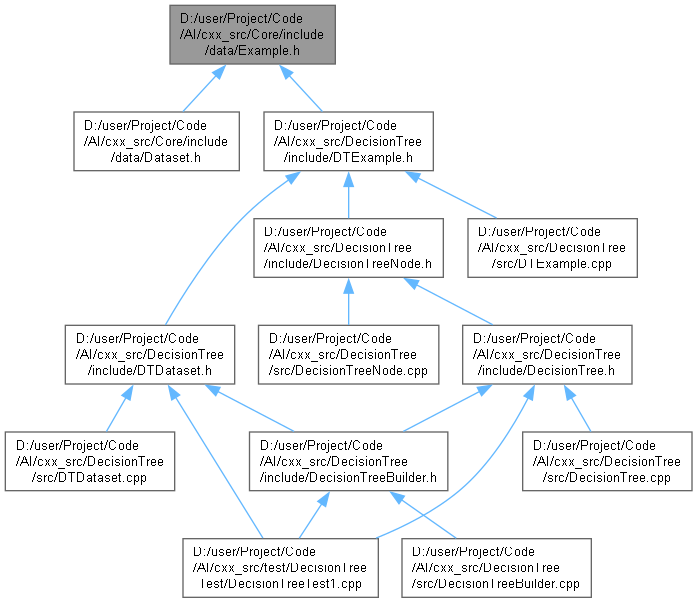 D:/user/Project/Code
/AI/cxx_src/Core/include
/data/Example.h
D:/user/Project/Code
/AI/cxx_src/Core/include
/data/Dataset.h
D:/user/Project/Code
/AI/cxx_src/DecisionTree
/include/DTExample.h
D:/user/Project/Code
/AI/cxx_src/DecisionTree
/include/DecisionTreeNode.h
D:/user/Project/Code
/AI/cxx_src/DecisionTree
/src/DTExample.cpp
D:/user/Project/Code
/AI/cxx_src/DecisionTree
/include/DTDataset.h
D:/user/Project/Code
/AI/cxx_src/DecisionTree
/src/DecisionTreeNode.cpp
D:/user/Project/Code
/AI/cxx_src/DecisionTree
/include/DecisionTree.h
D:/user/Project/Code
/AI/cxx_src/DecisionTree
/src/DTDataset.cpp
D:/user/Project/Code
/AI/cxx_src/DecisionTree
/include/DecisionTreeBuilder.h
D:/user/Project/Code
/AI/cxx_src/DecisionTree
/src/DecisionTree.cpp
D:/user/Project/Code
/AI/cxx_src/test/DecisionTree
Test/DecisionTreeTest1.cpp
D:/user/Project/Code
/AI/cxx_src/DecisionTree
/src/DecisionTreeBuilder.cpp